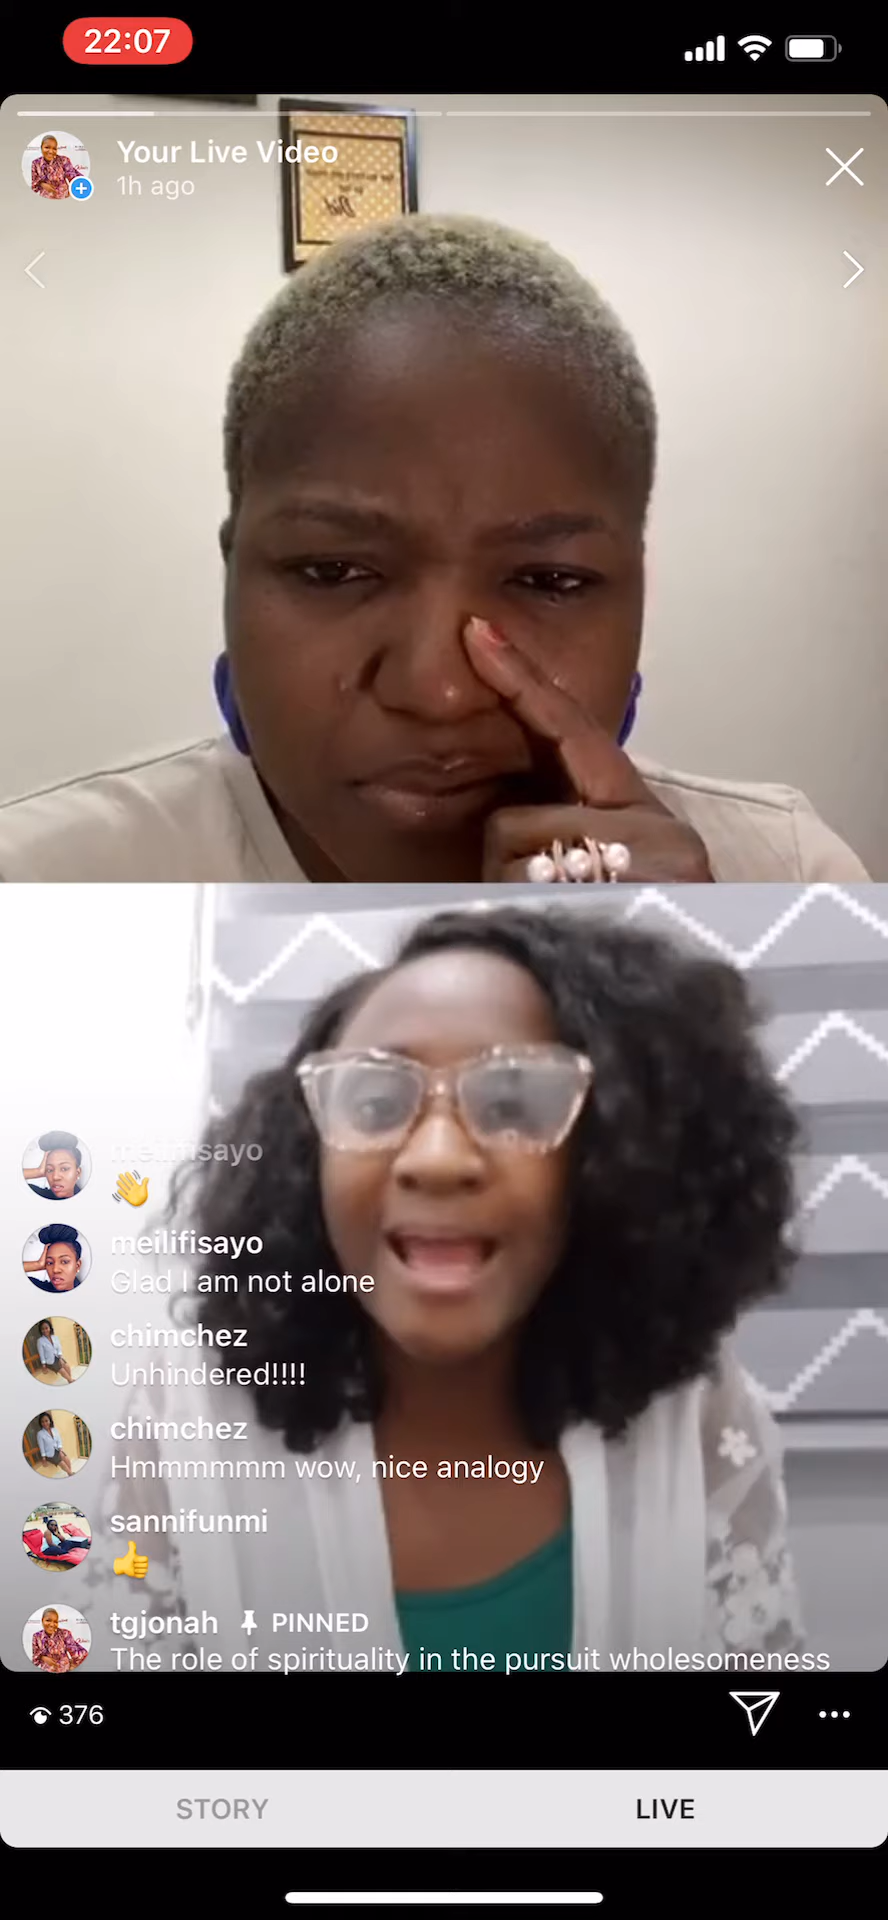 22:07
Your Live Video
1h ago
meilifisayo
👋
meilifisayo
Glad I am not alone
chimchez
Unhindered!!!!
chimchez
Hmmmmmm wow, nice analogy
sannifunmi
👍
tgjonah PINNED
The role of spirituality in the pursuit wholesomeness
376
STORY
LIVE